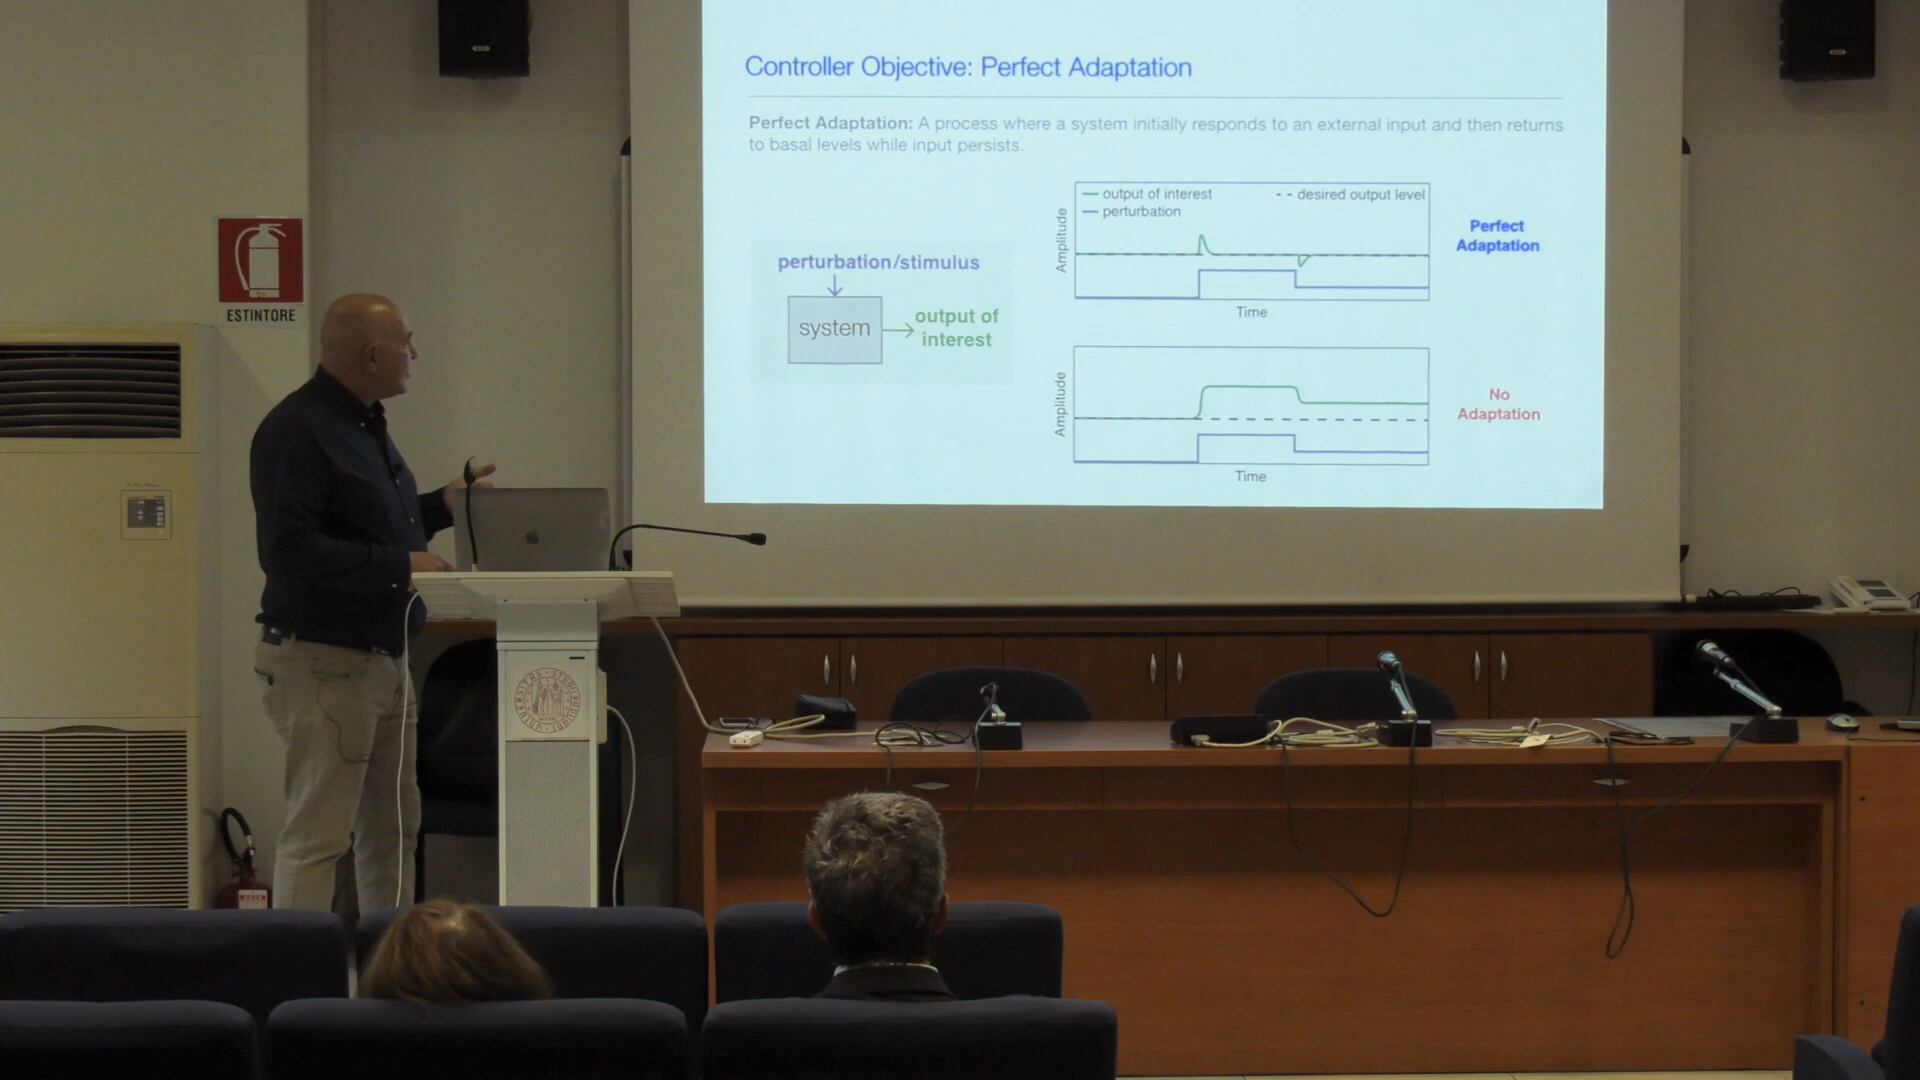 Controller Objective: Perfect Adaptation
Perfect Adaptation: A process where a system initially responds to an external input and then returns
to basal levels while input persists.
perturbation/stimulus
system
output of
interest
output of interest
desired output level
perturbation
Amplitude
Time
Perfect
Adaptation
Amplitude
Time
No
Adaptation
ESTINTORE